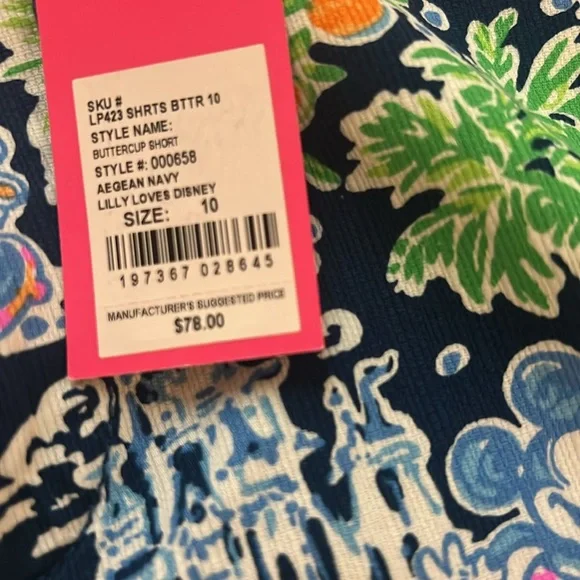 SKU #
LP423 SHRTS BTTR 10
STYLE NAME:
BUTTERCUP SHORT
STYLE #: 000658
AEGEAN NAVY
LILLY LOVES DISNEY
SIZE: 10
197367 028645
MANUFACTURER'S SUGGESTED PRICE
$78.00